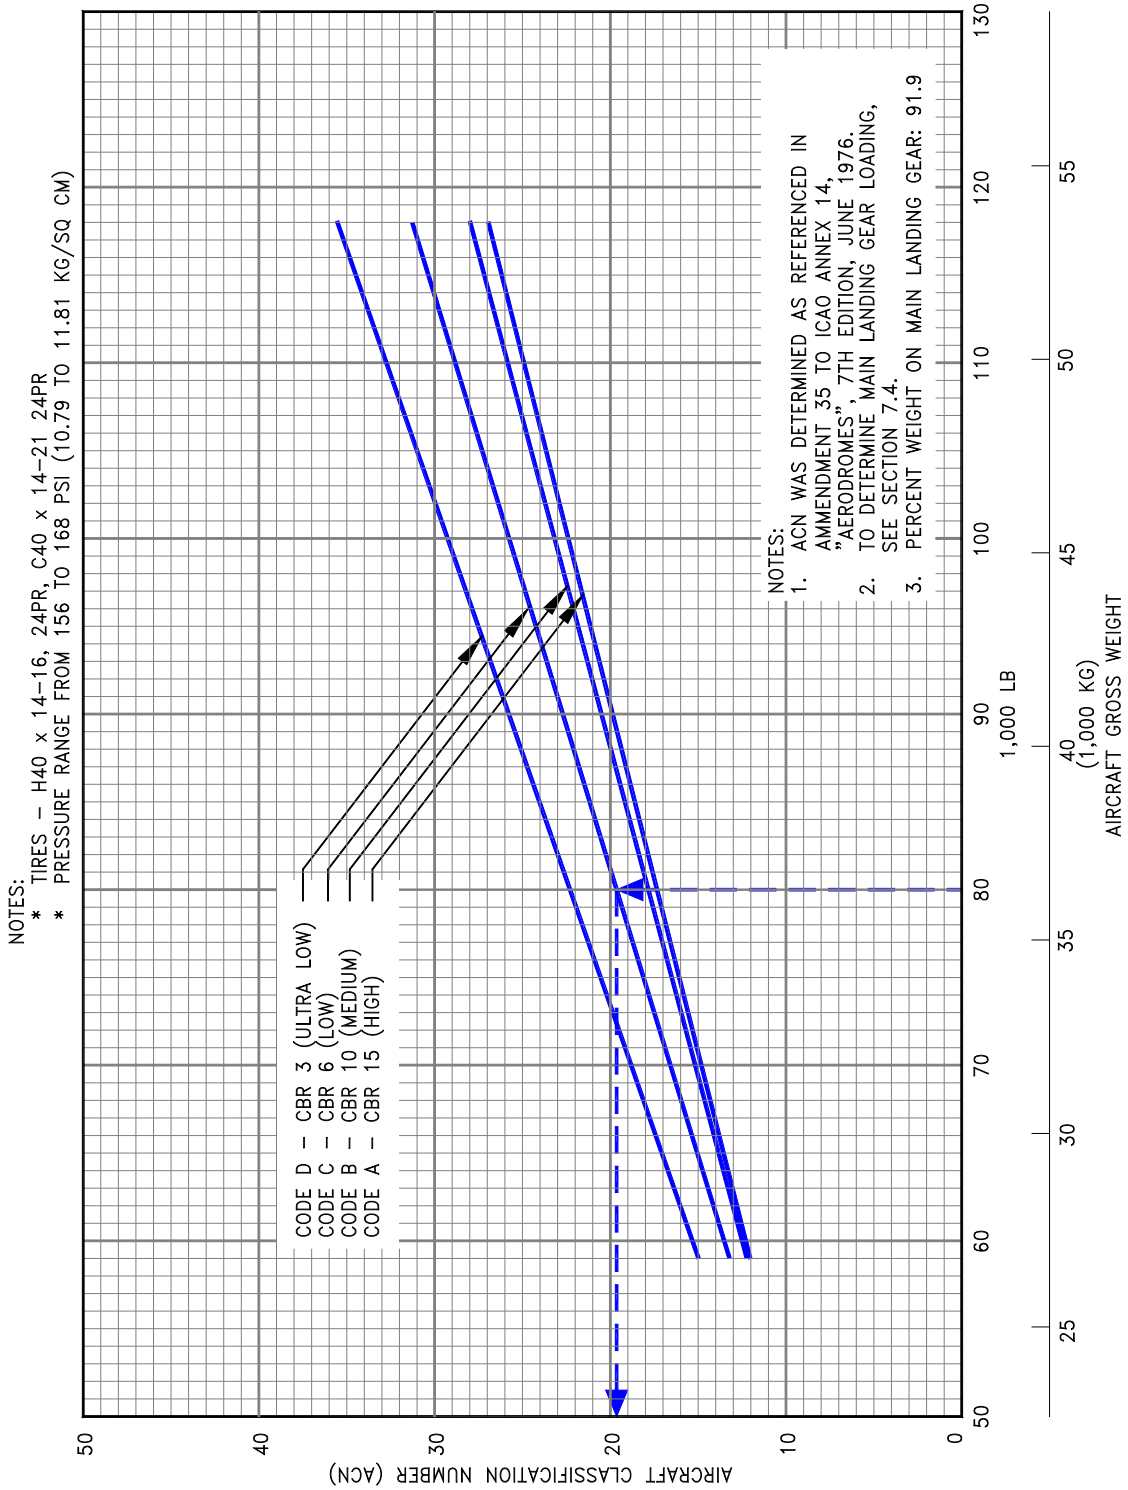 NOTES:
* TIRES – H40 x 14–16, 24PR, C40 x 14–21 24PR
* PRESSURE RANGE FROM 156 TO 168 PSI (10.79 TO 11.81 KG/SQ CM)
50
40
30
20
10
0
AIRCRAFT CLASSIFICATION NUMBER (ACN)
CODE D – CBR 3 (ULTRA LOW)
CODE C – CBR 6 (LOW)
CODE B – CBR 10 (MEDIUM)
CODE A – CBR 15 (HIGH)
NOTES:
1. ACN WAS DETERMINED AS REFERENCED IN
AMMENDMENT 35 TO ICAO ANNEX 14,
"AERODROMES", 7TH EDITION, JUNE 1976.
2. TO DETERMINE MAIN LANDING GEAR LOADING,
SEE SECTION 7.4.
3. PERCENT WEIGHT ON MAIN LANDING GEAR: 91.9
50 60 70 80 90 100 110 120 130
1,000 LB
25 30 35 40 45 50 55
(1,000 KG)
AIRCRAFT GROSS WEIGHT